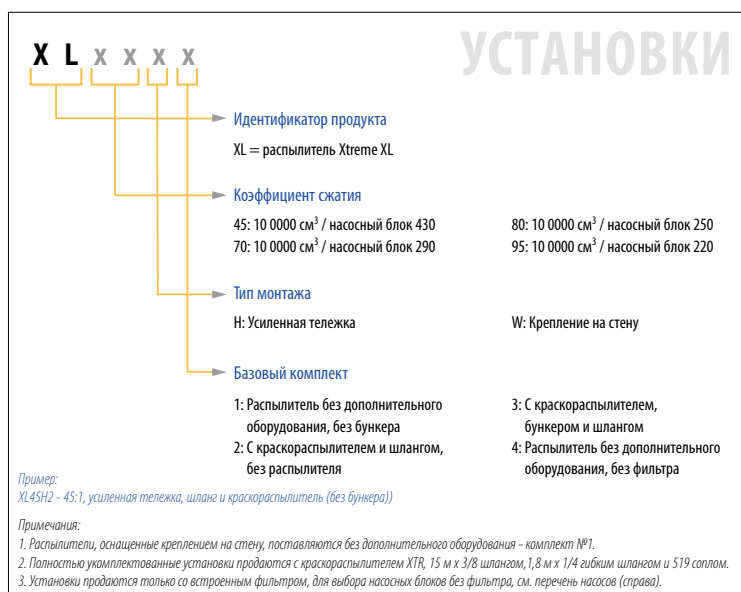 УСТАНОВКИ
X L x x x x
Идентификатор продукта
XL = распылитель Xtreme XL
Коэффициент сжатия
45: 10 0000 см³ / насосный блок 430
70: 10 0000 см³ / насосный блок 290
80: 10 0000 см³ / насосный блок 250
95: 10 0000 см³ / насосный блок 220
Тип монтажа
H: Усиленная тележка
W: Крепление на стену
Базовый комплект
1: Распылитель без дополнительного
оборудования, без бункера
2: С краскораспылителем и шлангом,
без распылителя
3: С краскораспылителем,
бункером и шлангом
4: Распылитель без дополнительного
оборудования, без фильтра
Пример:
XL45H2 - 45:1, усиленная тележка, шланг и краскораспылитель (без бункера))
Примечания:
1. Распылители, оснащенные креплением на стену, поставляются без дополнительного оборудования - комплект №1.
2. Полностью укомплектованные установки продаются с краскораспылителем XTR, 15 м x 3/8 шлангом,1,8 м x 1/4 гибким шлангом и 519 соплом.
3. Установки продаются только со встроенным фильтром, для выбора насосных блоков без фильтра, см. перечень насосов (справа).